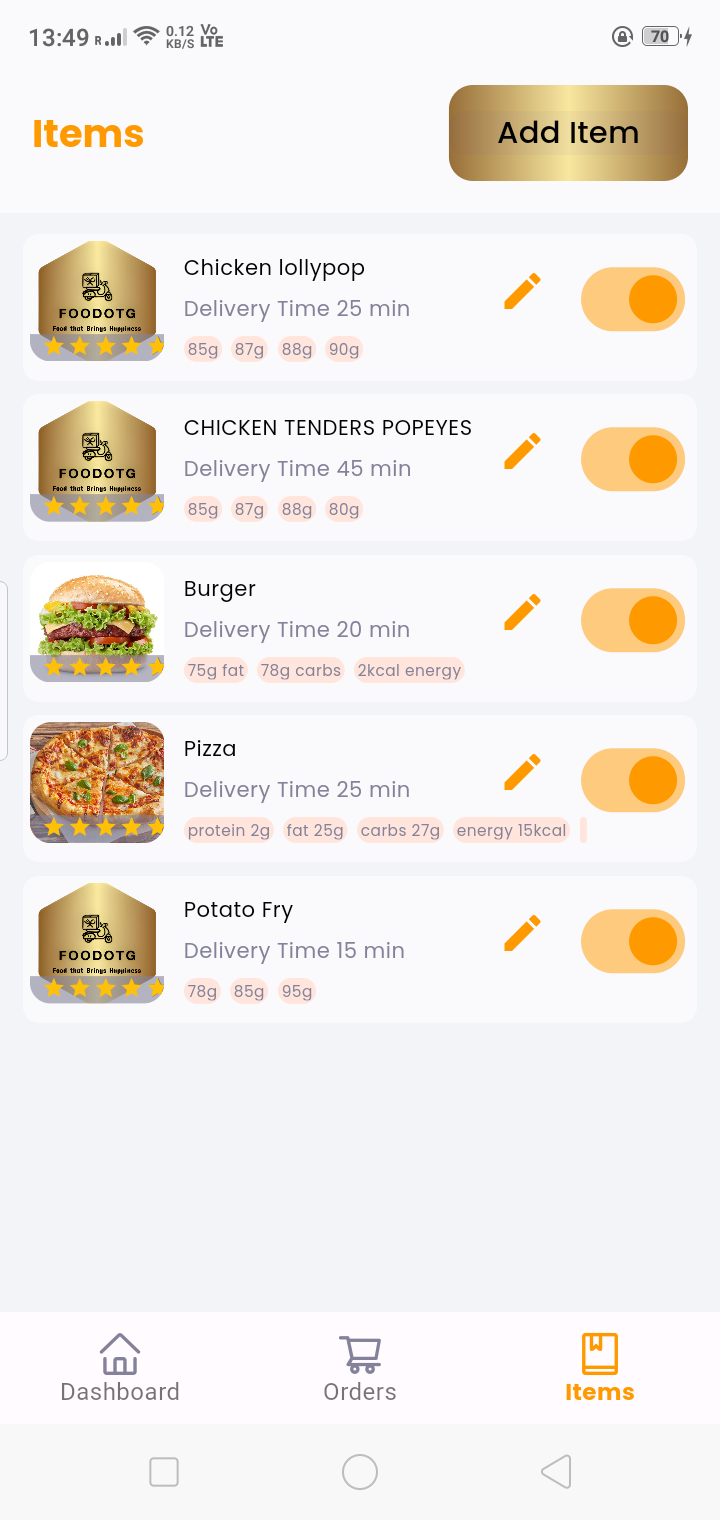 13:49 R 0.12 KB/S Vo LTE 70
Items
Add Item
Chicken lollypop
Delivery Time 25 min
85g 87g 88g 90g
FOODOTG
Food that Brings Happiness
CHICKEN TENDERS POPEYES
Delivery Time 45 min
85g 87g 88g 80g
FOODOTG
Food that Brings Happiness
Burger
Delivery Time 20 min
75g fat 78g carbs 2kcal energy
Pizza
Delivery Time 25 min
protein 2g fat 25g carbs 27g energy 15kcal
Potato Fry
Delivery Time 15 min
78g 85g 95g
FOODOTG
Food that Brings Happiness
Dashboard
Orders
Items